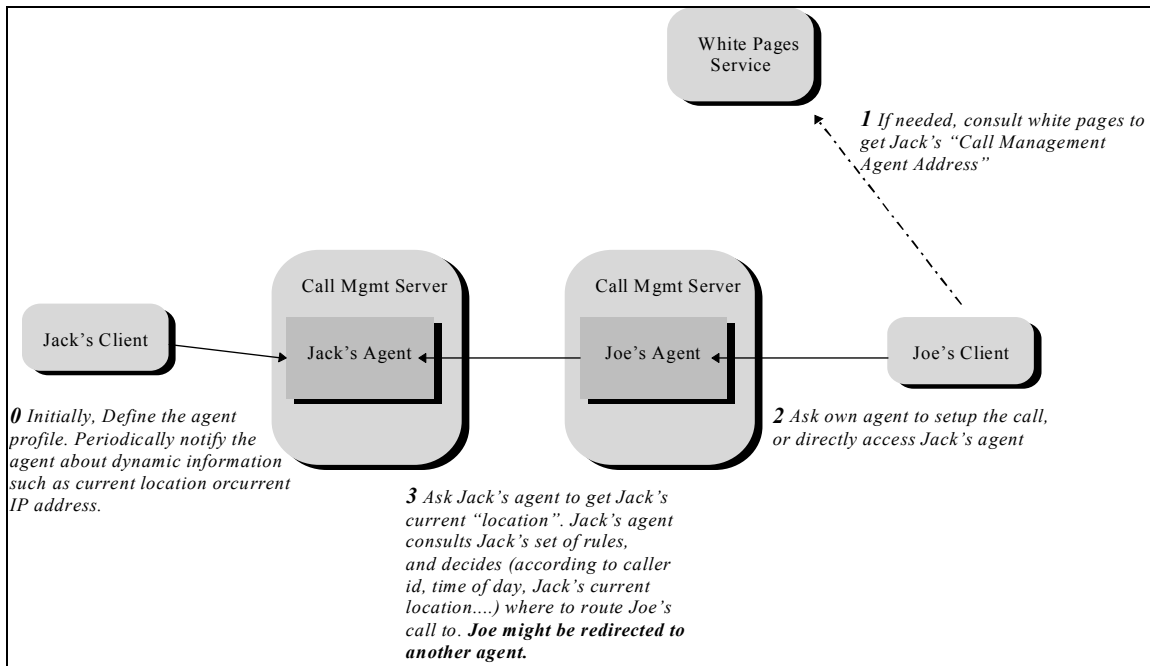 White Pages
Service
1 If needed, consult white pages to
get Jack’s “Call Management
Agent Address”
Call Mgmt Server
Call Mgmt Server
Jack’s Client
Jack’s Agent
Joe’s Agent
Joe’s Client
0 Initially, Define the agent
profile. Periodically notify the
agent about dynamic information
such as current location orcurrent
IP address.
2 Ask own agent to setup the call,
or directly access Jack’s agent
3 Ask Jack’s agent to get Jack’s
current “location”. Jack’s agent
consults Jack’s set of rules,
and decides (according to caller
id, time of day, Jack’s current
location....) where to route Joe’s
call to. Joe might be redirected to
another agent.